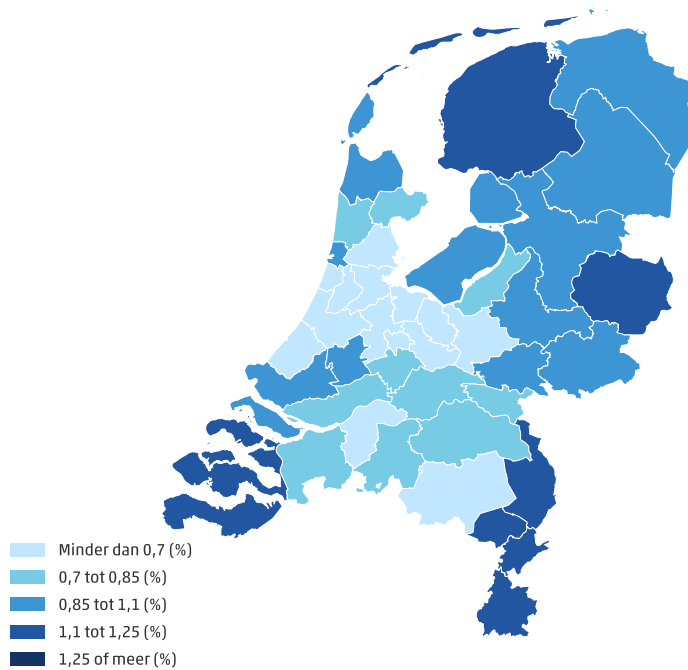 Minder dan 0,7 (%)
0,7 tot 0,85 (%)
0,85 tot 1,1 (%)
1,1 tot 1,25 (%)
1,25 of meer (%)